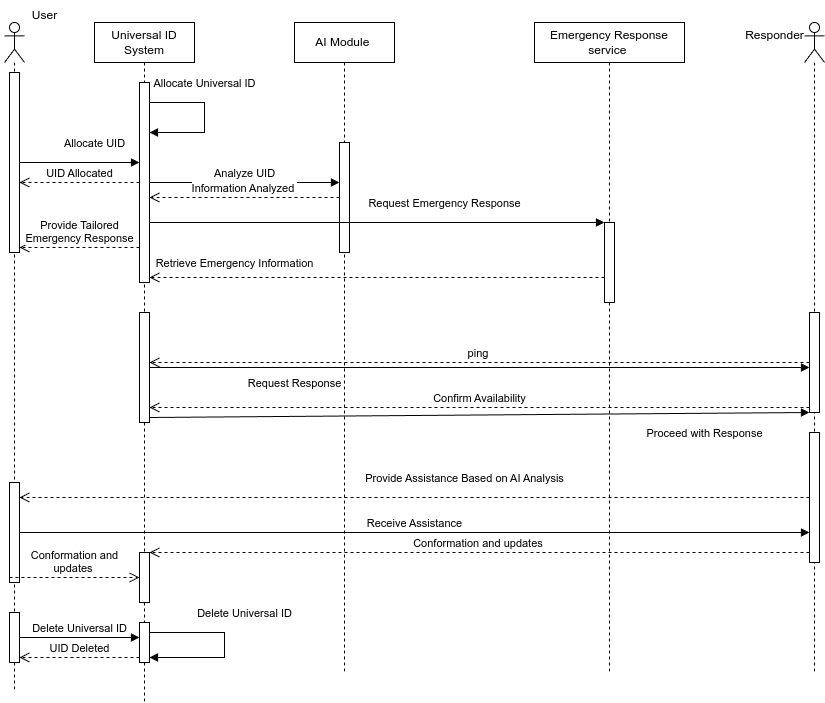 User
Universal ID
System
AI Module
Emergency Response
service
Responder
Allocate Universal ID
Allocate UID
UID Allocated
Analyze UID
Information Analyzed
Request Emergency Response
Provide Tailored
Emergency Response
Retrieve Emergency Information
ping
Request Response
Confirm Availability
Proceed with Response
Provide Assistance Based on AI Analysis
Receive Assistance
Conformation and updates
Conformation and
updates
Delete Universal ID
Delete Universal ID
UID Deleted